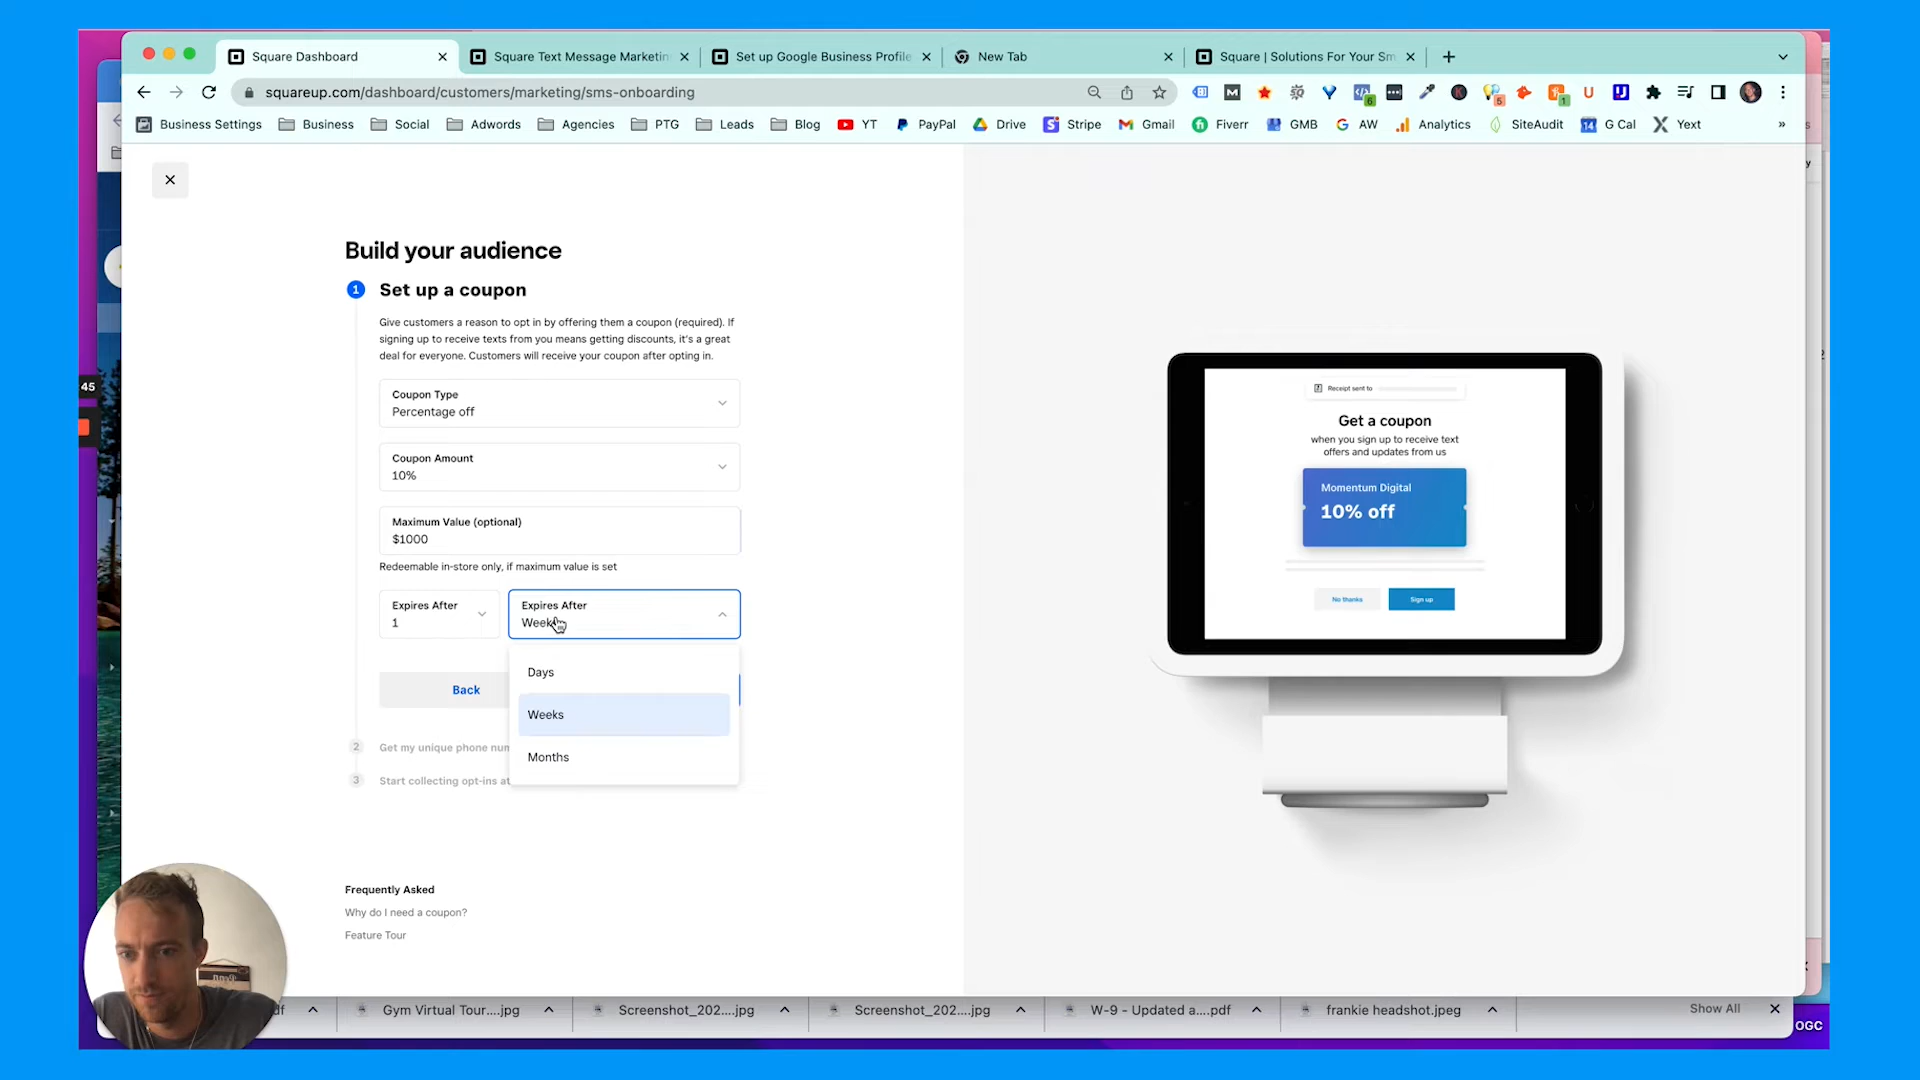 Square Dashboard
Square Text Message Marketin
Set up Google Business Profile
New Tab
Square | Solutions For Your Sm
squareup.com/dashboard/customers/marketing/sms-onboarding
6
5
1
Business Settings
Business
Social
Adwords
Agencies
PTG
Leads
Blog
YT
PayPal
Drive
Stripe
Gmail
Fiverr
GMB
AW
Analytics
SiteAudit
14
G Cal
Yext
»
45
Build your audience
1
Set up a coupon
Give customers a reason to opt in by offering them a coupon (required). If
signing up to receive texts from you means getting discounts, it's a great
deal for everyone. Customers will receive your coupon after opting in.
Coupon Type
Percentage off
Coupon Amount
10%
Maximum Value (optional)
$1000
Redeemable in-store only, if maximum value is set
Expires After
1
Expires After
Weeks
Days
Weeks
Months
Back
2
Get my unique phone num
3
Start collecting opt-ins at
Frequently Asked
Why do I need a coupon?
Feature Tour
Receipt sent to
Get a coupon
when you sign up to receive text
offers and updates from us
Momentum Digital
10% off
No thanks
Sign up
df
Gym Virtual Tour....jpg
Screenshot_202....jpg
Screenshot_202....jpg
W-9 - Updated a....pdf
frankie headshot.jpeg
Show All
OGC